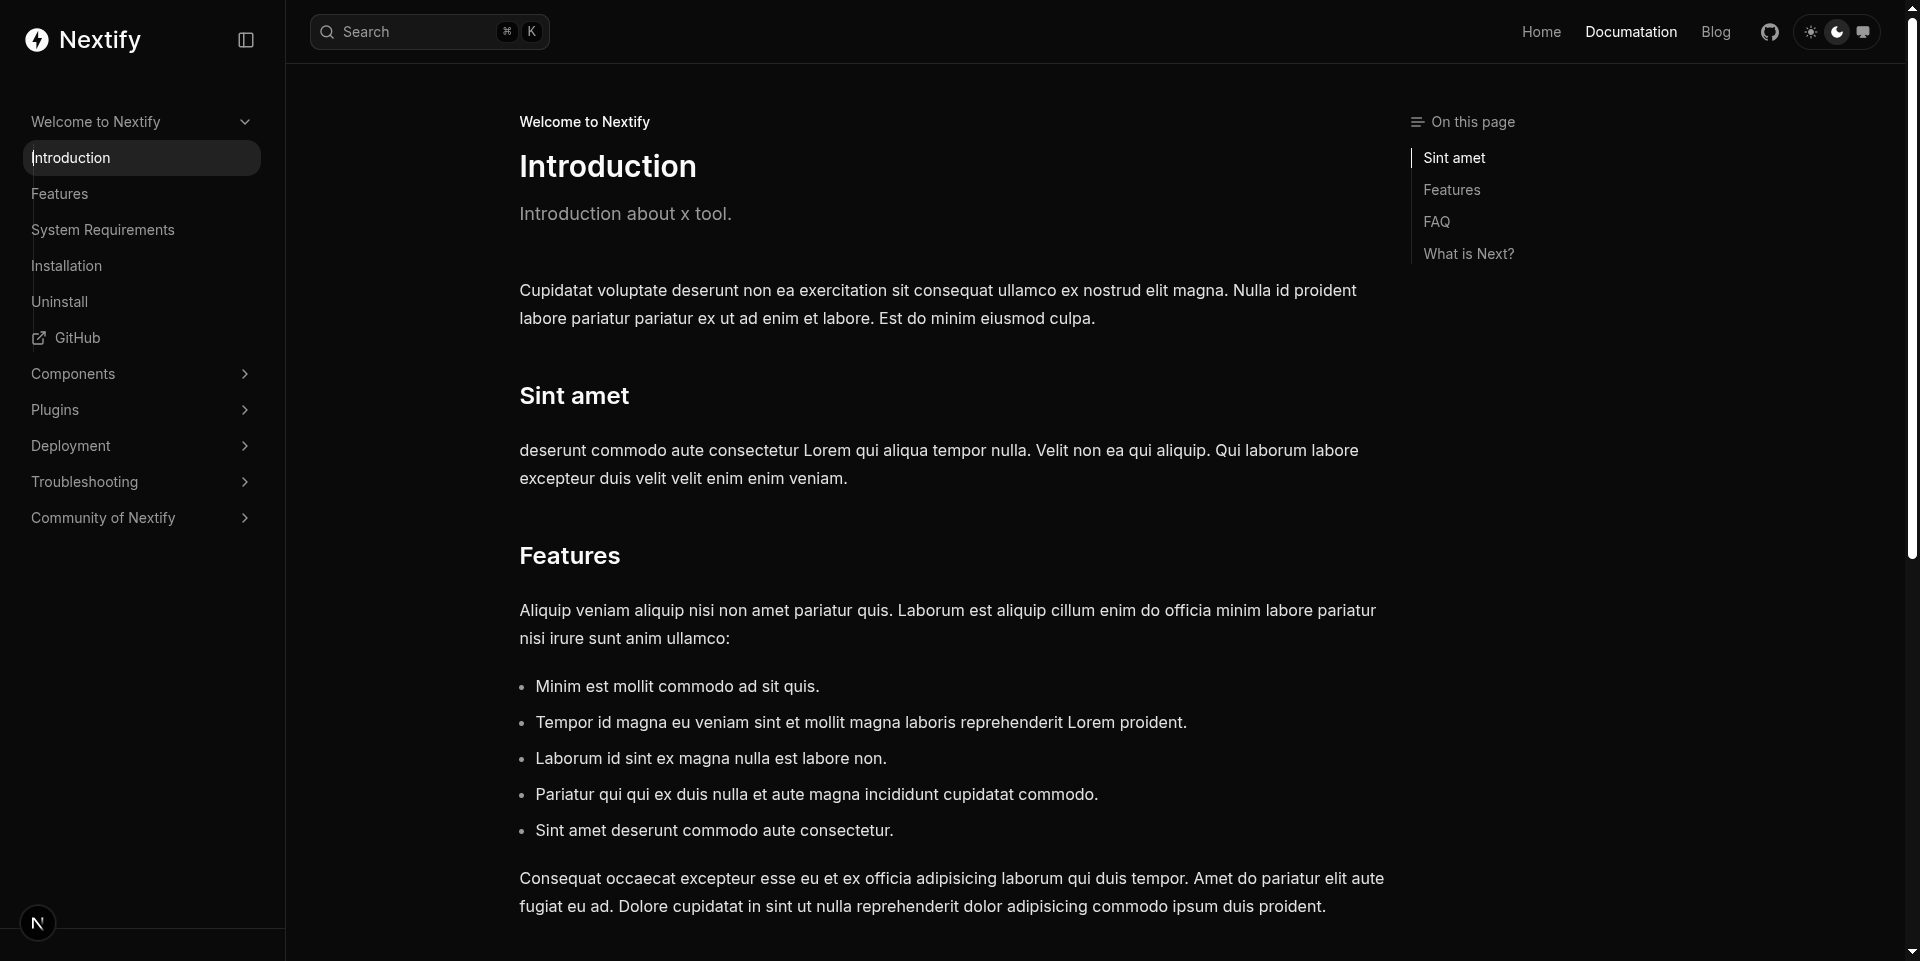 Nextify
Search
⌘ K
Home
Documatation
Blog
Welcome to Nextify
Introduction
Features
System Requirements
Installation
Uninstall
GitHub
Components
Plugins
Deployment
Troubleshooting
Community of Nextify
N
Welcome to Nextify
Introduction
Introduction about x tool.
Cupidatat voluptate deserunt non ea exercitation sit consequat ullamco ex nostrud elit magna. Nulla id proident
labore pariatur pariatur ex ut ad enim et labore. Est do minim eiusmod culpa.
Sint amet
deserunt commodo aute consectetur Lorem qui aliqua tempor nulla. Velit non ea qui aliquip. Qui laborum labore
excepteur duis velit velit enim enim veniam.
Features
Aliquip veniam aliquip nisi non amet pariatur quis. Laborum est aliquip cillum enim do officia minim labore pariatur
nisi irure sunt anim ullamco:
• Minim est mollit commodo ad sit quis.
• Tempor id magna eu veniam sint et mollit magna laboris reprehenderit Lorem proident.
• Laborum id sint ex magna nulla est labore non.
• Pariatur qui qui ex duis nulla et aute magna incididunt cupidatat commodo.
• Sint amet deserunt commodo aute consectetur.
Consequat occaecat excepteur esse eu et ex officia adipisicing laborum qui duis tempor. Amet do pariatur elit aute
fugiat eu ad. Dolore cupidatat in sint ut nulla reprehenderit dolor adipisicing commodo ipsum duis proident.
On this page
Sint amet
Features
FAQ
What is Next?